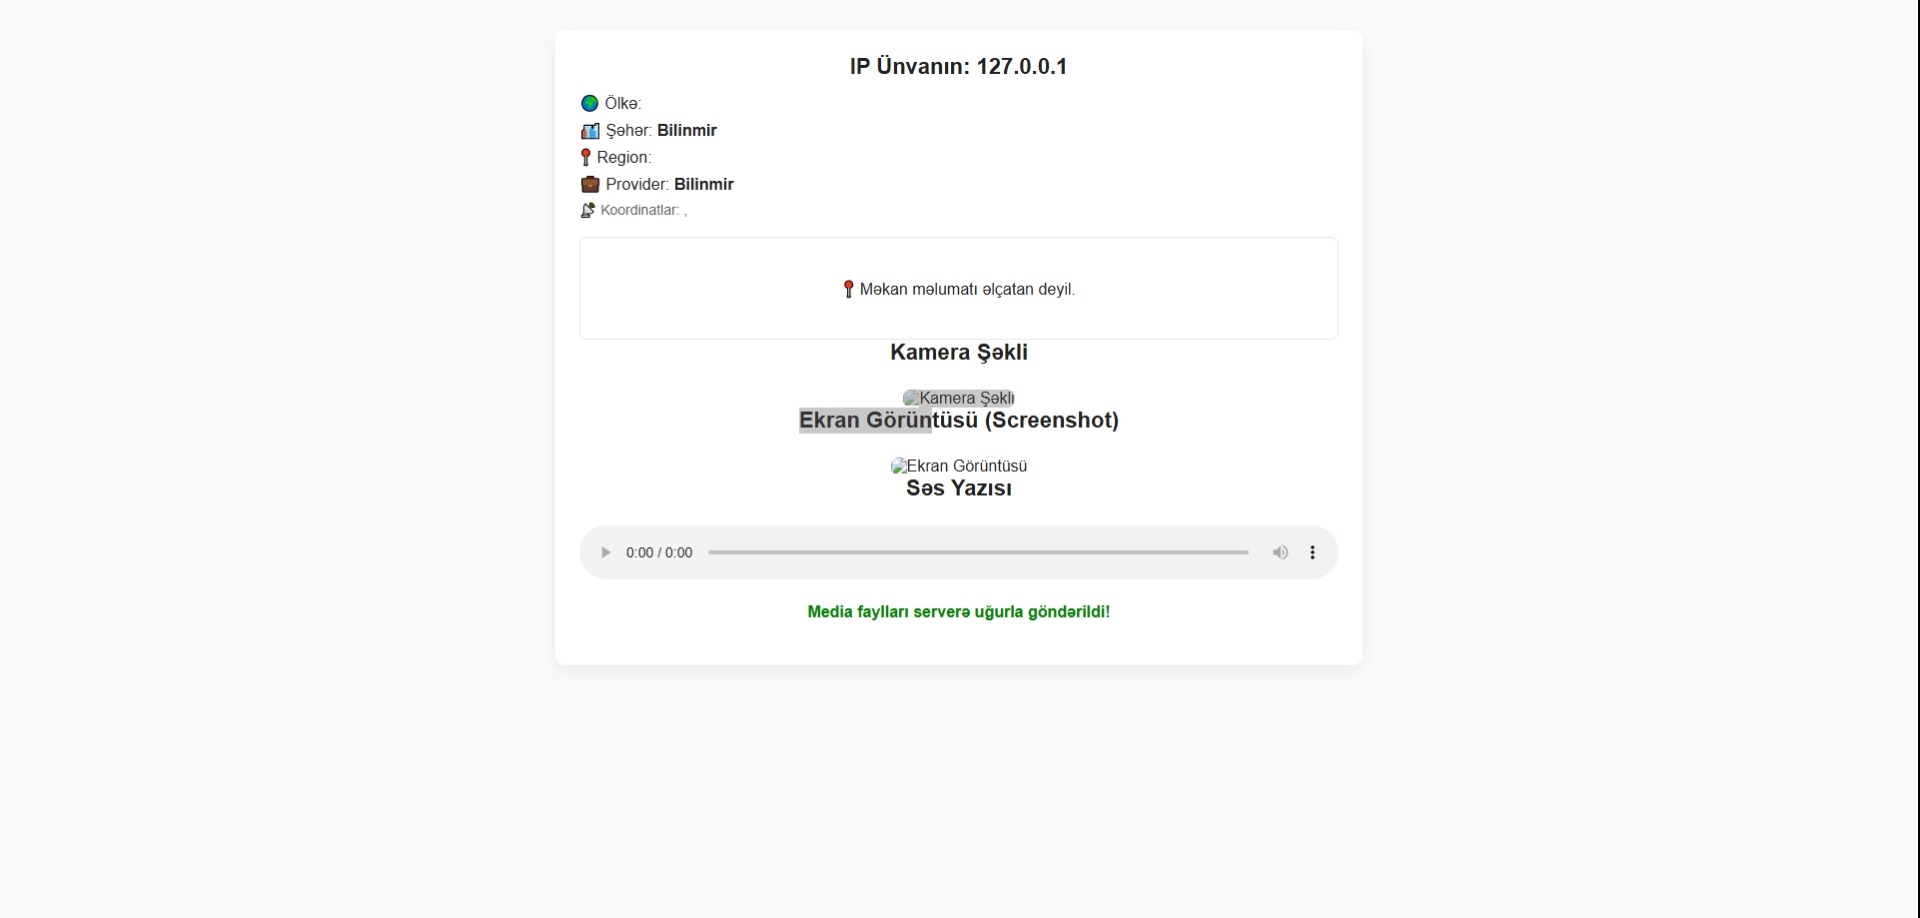 IP Ünvanın: 127.0.0.1
Ölkə:
Şəhər: Bilinmir
Region:
Provider: Bilinmir
Koordinatlar: ,
Məkan məlumatı əlçatan deyil.
Kamera Şəkli
Kamera Şəkli
Ekran Görüntüsü (Screenshot)
Ekran Görüntüsü
Səs Yazısı
0:00 / 0:00
Media faylları serverə uğurla göndərildi!